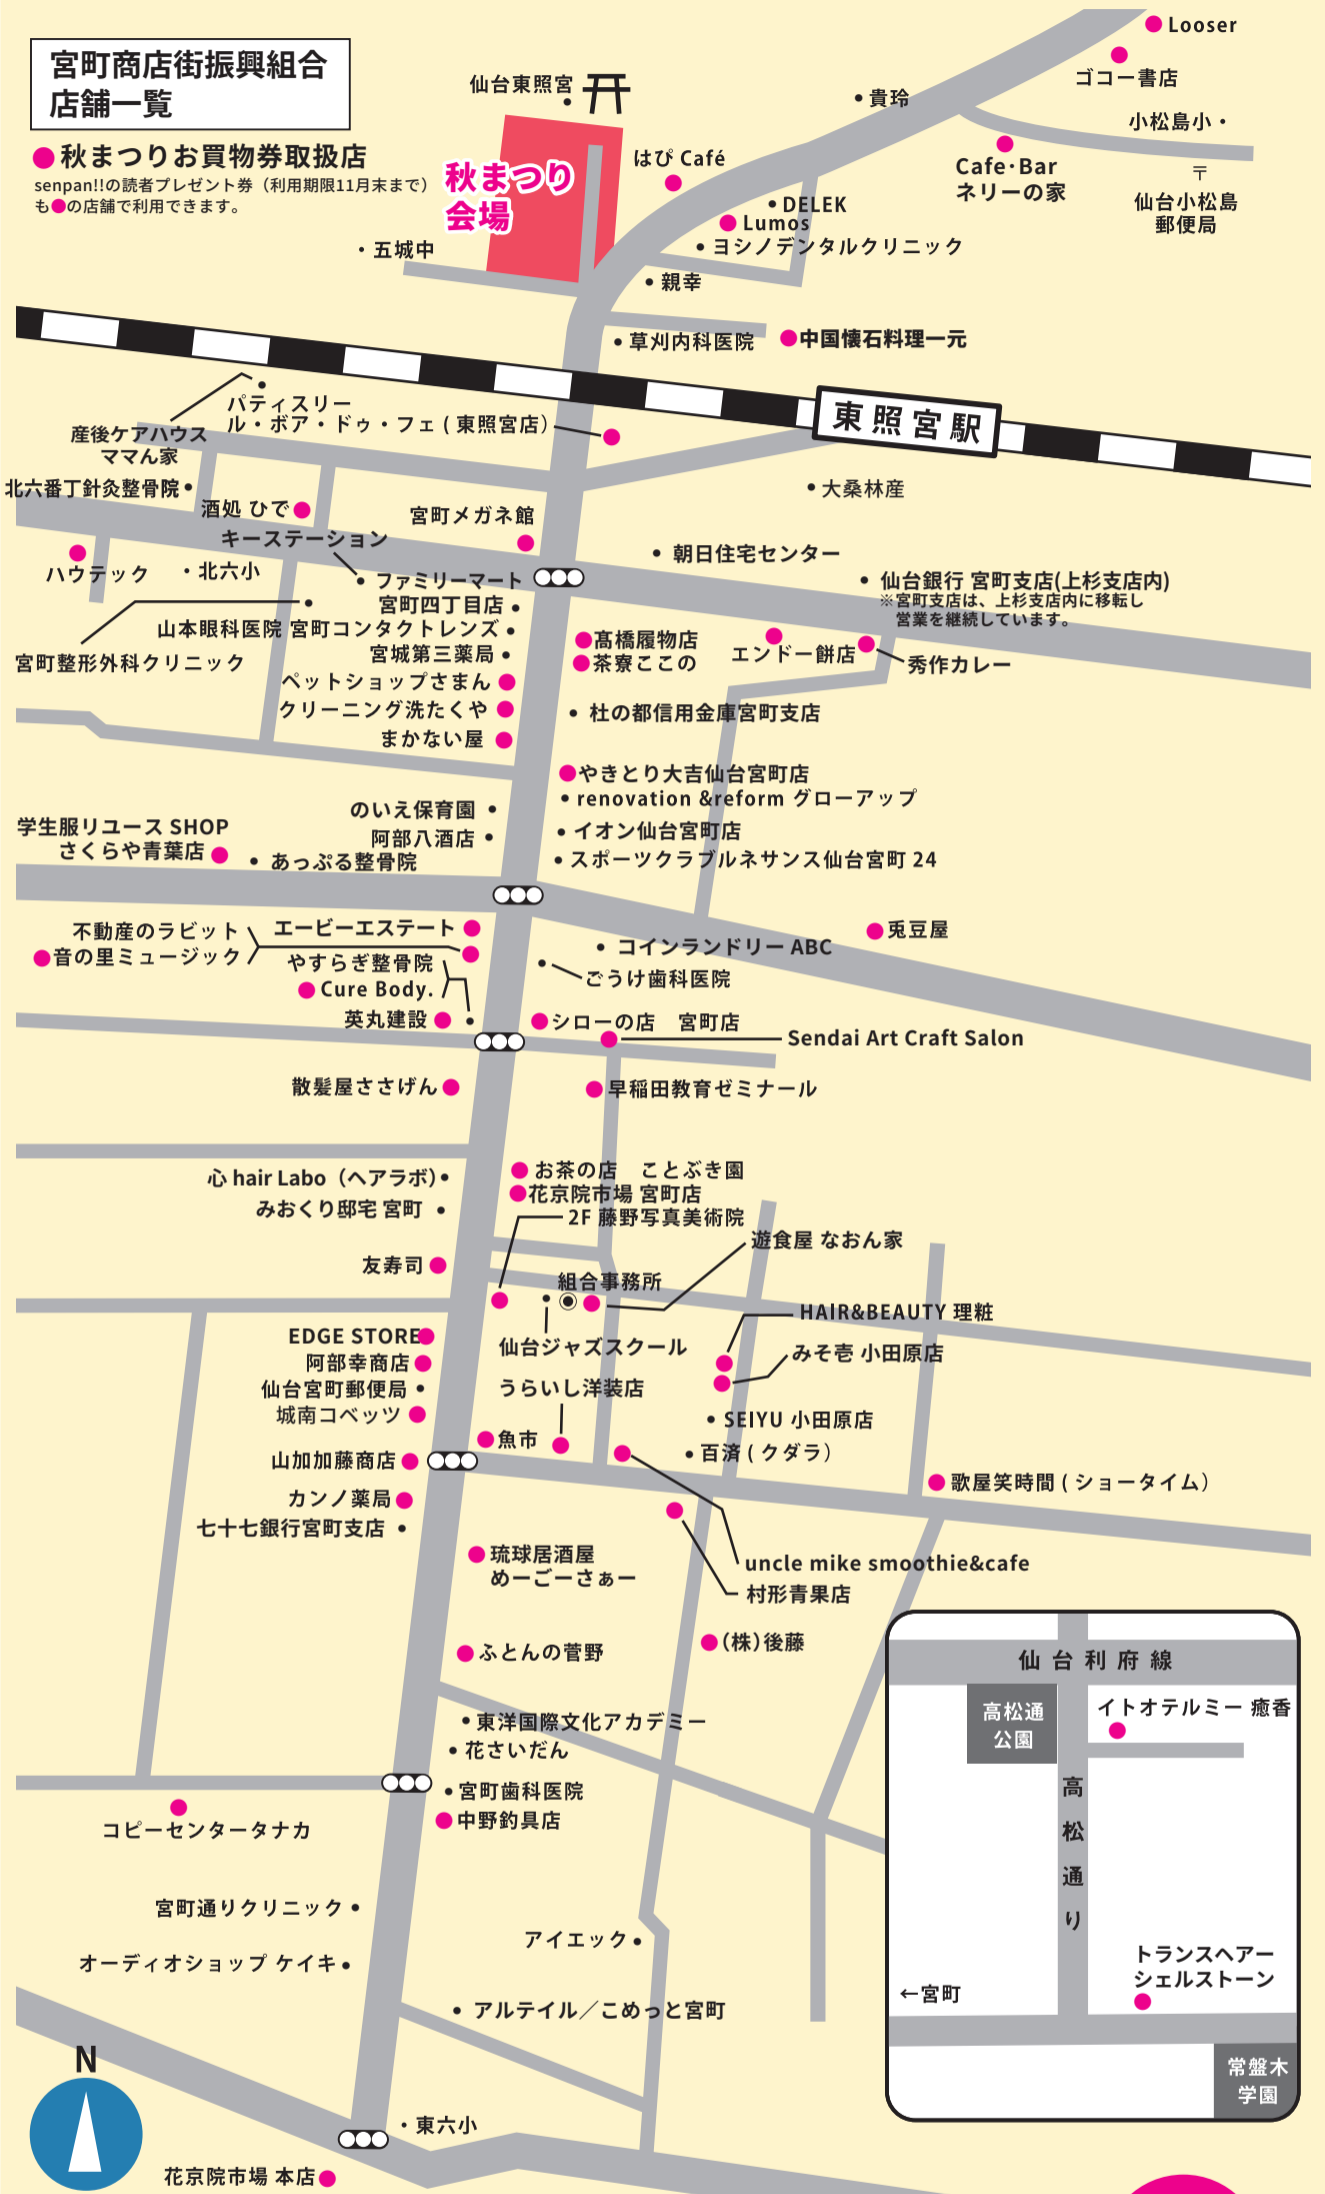 宮町商店街振興組合
店舗一覧
秋まつりお買物券取扱店
senpan!!の読者プレゼント券（利用期限11月末まで）
も●の店舗で利用できます。
仙台東照宮
秋まつり
会場
Looser
ゴコー書店
貴玲
小松島小・
はぴ Café
Cafe･Bar
ネリーの家
〒
仙台小松島
郵便局
DELEK
Lumos
ヨシノデンタルクリニック
・五城中
親幸
草刈内科医院
中国懐石料理一元
東照宮駅
パティスリー
ル・ボア・ドゥ・フェ ( 東照宮店）
産後ケアハウス
ママん家
北六番丁針灸整骨院
酒処 ひで
宮町メガネ館
大桑林産
キーステーション
ハウテック
・北六小
朝日住宅センター
ファミリーマート
宮町四丁目店
仙台銀行 宮町支店(上杉支店内)
※宮町支店は、上杉支店内に移転し
営業を継続しています。
山本眼科医院 宮町コンタクトレンズ
宮町整形外科クリニック
宮城第三薬局
髙橋履物店
茶寮ここの
エンドー餅店
秀作カレー
ペットショップさまん
クリーニング洗たくや
まかない屋
杜の都信用金庫宮町支店
やきとり大吉仙台宮町店
renovation &reform グローアップ
のいえ保育園
阿部八酒店
イオン仙台宮町店
スポーツクラブルネサンス仙台宮町 24
学生服リユース SHOP
さくらや青葉店
あっぷる整骨院
不動産のラビット
音の里ミュージック
エービーエステート
やすらぎ整骨院
Cure Body.
英丸建設
コインランドリー ABC
兎豆屋
ごうけ歯科医院
シローの店　宮町店
Sendai Art Craft Salon
散髪屋ささげん
早稲田教育ゼミナール
心 hair Labo（ヘアラボ）
みおくり邸宅 宮町
お茶の店　ことぶき園
花京院市場 宮町店
2F 藤野写真美術院
遊食屋 なおん家
友寿司
組合事務所
HAIR&BEAUTY 理粧
EDGE STORE
仙台ジャズスクール
みそ壱 小田原店
阿部幸商店
仙台宮町郵便局
うらいし洋装店
城南コベッツ
SEIYU 小田原店
魚市
百済 ( クダラ）
山加加藤商店
歌屋笑時間 ( ショータイム）
カンノ薬局
七十七銀行宮町支店
琉球居酒屋
めーごーさぁー
uncle mike smoothie&cafe
村形青果店
ふとんの菅野
(株)後藤
東洋国際文化アカデミー
花さいだん
宮町歯科医院
中野釣具店
コピーセンタータナカ
宮町通りクリニック
アイエック
オーディオショップ ケイキ
アルテイル／こめっと宮町
・東六小
花京院市場 本店
N
仙台利府線
高松通
公園
イトオテルミー 癒香
高松通り
トランスヘアー
シェルストーン
←宮町
常盤木
学園